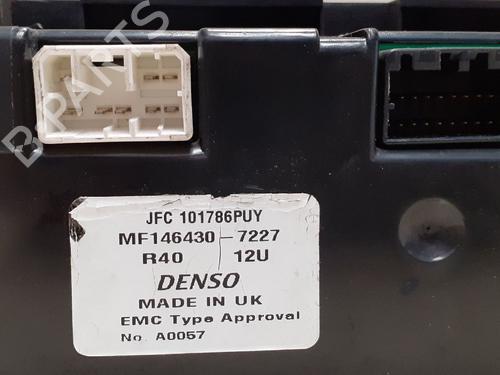 B-PARTS
JFC 101786PUY
MF146430-7227
R40 12U
DENSO
MADE IN UK
EMC Type Approval
No. A0057